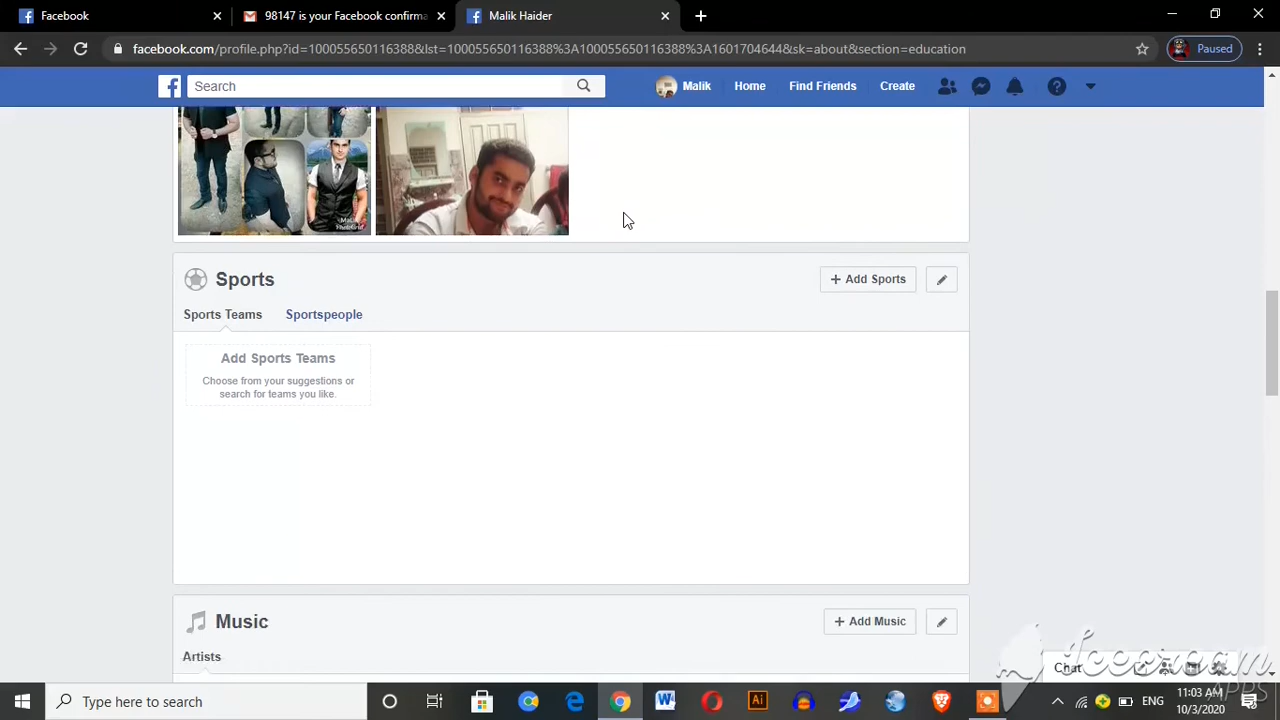 Facebook
98147 is your Facebook confirma
Malik Haider
facebook.com/profile.php?id=100055650116388&lst=100055650116388%3A100055650116388%3A1601704644&sk=about&section=education
Paused
Search
Malik
Home
Find Friends
Create
Sports
+ Add Sports
Sports Teams
Sportspeople
Add Sports Teams
Choose from your suggestions or
search for teams you like.
Music
+ Add Music
Artists
Chat
Apps
Type here to search
ENG
11:03 AM
10/3/2020